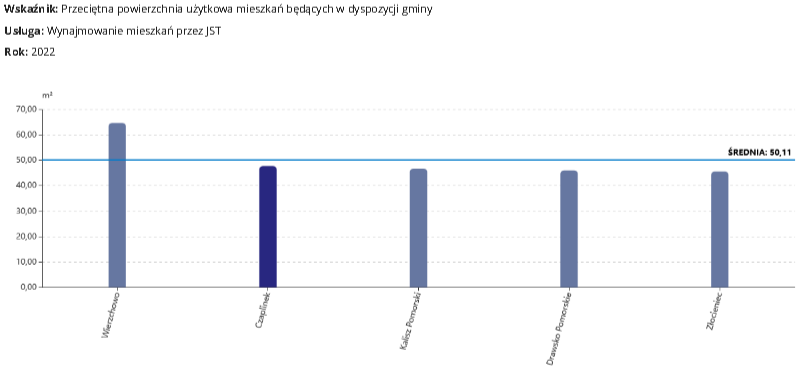 Wskaźnik: Przeciętna powierzchnia użytkowa mieszkań będących w dyspozycji gminy
Usługa: Wynajmowanie mieszkań przez JST
Rok: 2022
m²
70,00
60,00
50,00
40,00
30,00
20,00
10,00
0,00
ŚREDNIA: 50,11
Wierzchowo
Czaplinek
Kalisz Pomorski
Drawsko Pomorskie
Złocieniec